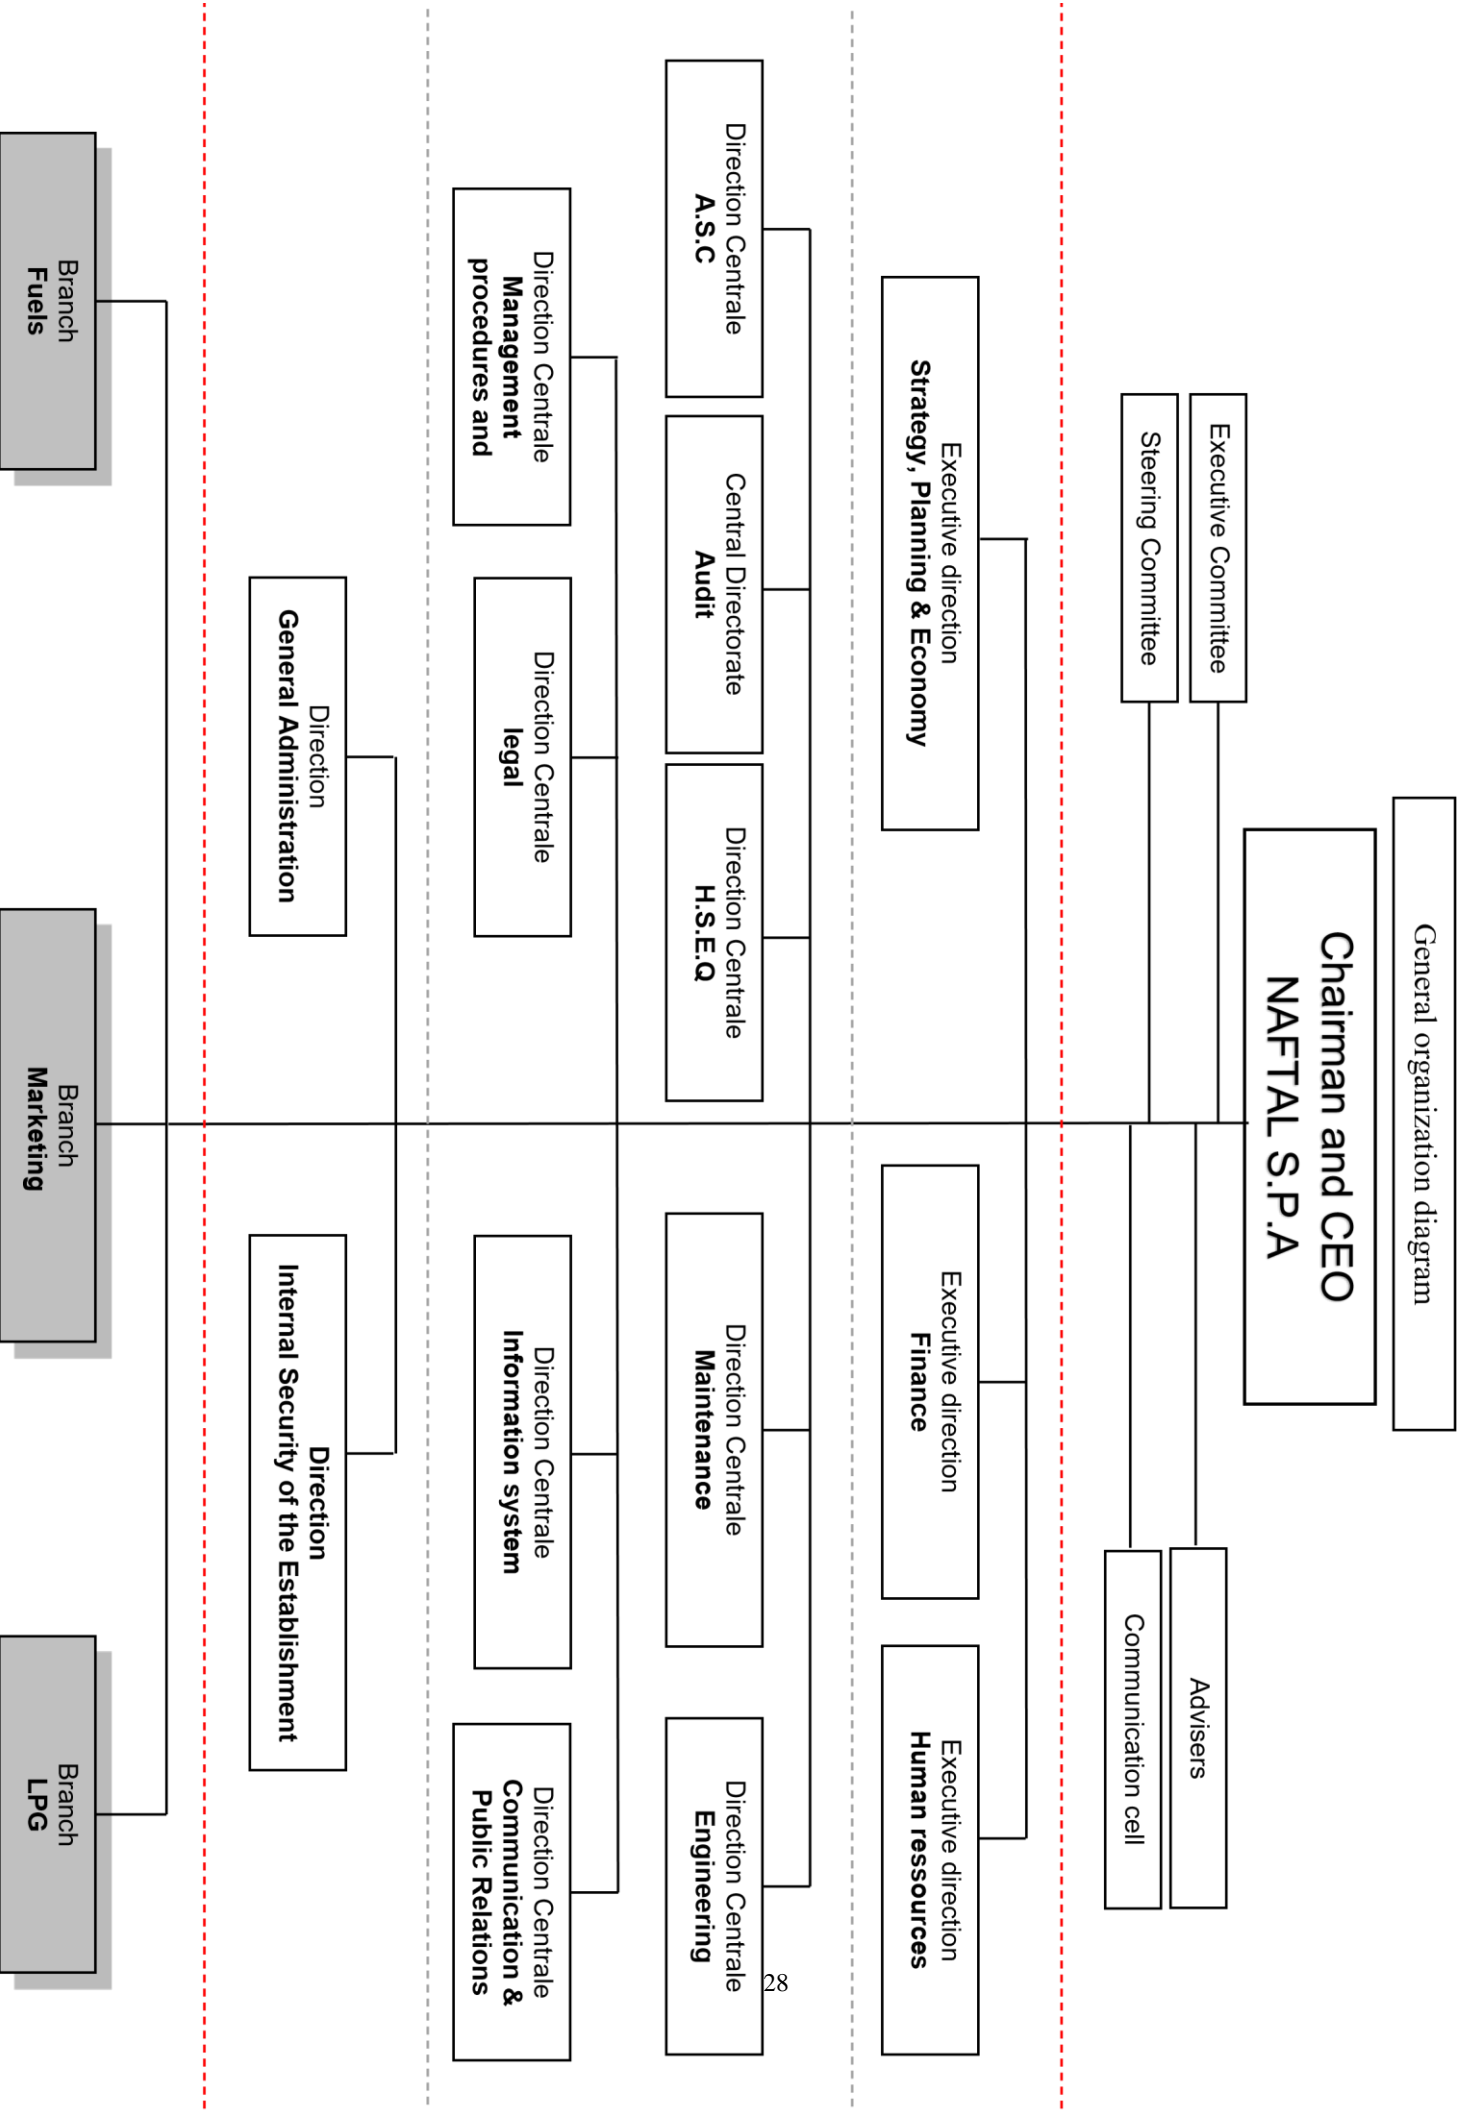 General organization diagram
Chairman and CEO
NAFTAL S.P.A
Executive Committee
Steering Committee
Advisers
Communication cell
Executive direction
Strategy, Planning & Economy
Executive direction
Finance
Executive direction
Human ressources
Direction Centrale
A.S.C
Central Directorate
Audit
Direction Centrale
H.S.E.Q
Direction Centrale
Maintenance
Direction Centrale
Engineering
Direction Centrale
Management
procedures and
Direction Centrale
legal
Direction Centrale
Information system
Direction Centrale
Communication &
Public Relations
Direction
General Administration
Direction
Internal Security of the Establishment
Branch
Fuels
Branch
Marketing
Branch
LPG
28